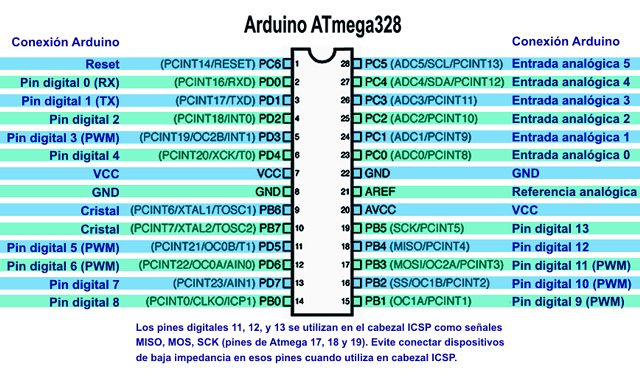 Arduino ATmega328
Conexión Arduino Conexión Arduino
Reset (PCINT14/RESET) PC6 1 28 PC5 (ADC5/SCL/PCINT13) Entrada analógica 5
Pin digital 0 (RX) (PCINT16/RXD) PD0 2 27 PC4 (ADC4/SDA/PCINT12) Entrada analógica 4
Pin digital 1 (TX) (PCINT17/TXD) PD1 3 26 PC3 (ADC3/PCINT11) Entrada analógica 3
Pin digital 2 (PCINT18/INT0) PD2 4 25 PC2 (ADC2/PCINT10) Entrada analógica 2
Pin digital 3 (PWM) (PCINT19/OC2B/INT1) PD3 5 24 PC1 (ADC1/PCINT9) Entrada analógica 1
Pin digital 4 (PCINT20/XCK/T0) PD4 6 23 PC0 (ADC0/PCINT8) Entrada analógica 0
VCC VCC 7 22 GND GND
GND GND 8 21 AREF Referencia analógica
Cristal (PCINT6/XTAL1/TOSC1) PB6 9 20 AVCC VCC
Cristal (PCINT7/XTAL2/TOSC2) PB7 10 19 PB5 (SCK/PCINT5) Pin digital 13
Pin digital 5 (PWM) (PCINT21/OC0B/T1) PD5 11 18 PB4 (MISO/PCINT4) Pin digital 12
Pin digital 6 (PWM) (PCINT22/OC0A/AIN0) PD6 12 17 PB3 (MOSI/OC2A/PCINT3) Pin digital 11 (PWM)
Pin digital 7 (PCINT23/AIN1) PD7 13 16 PB2 (SS/OC1B/PCINT2) Pin digital 10 (PWM)
Pin digital 8 (PCINT0/CLKO/ICP1) PB0 14 15 PB1 (OC1A/PCINT1) Pin digital 9 (PWM)
Los pines digitales 11, 12, y 13 se utilizan en el cabezal ICSP como señales
MISO, MOS, SCK (pines de Atmega 17, 18 y 19). Evite conectar dispositivos
de baja impedancia en esos pines cuando utiliza en cabezal ICSP.